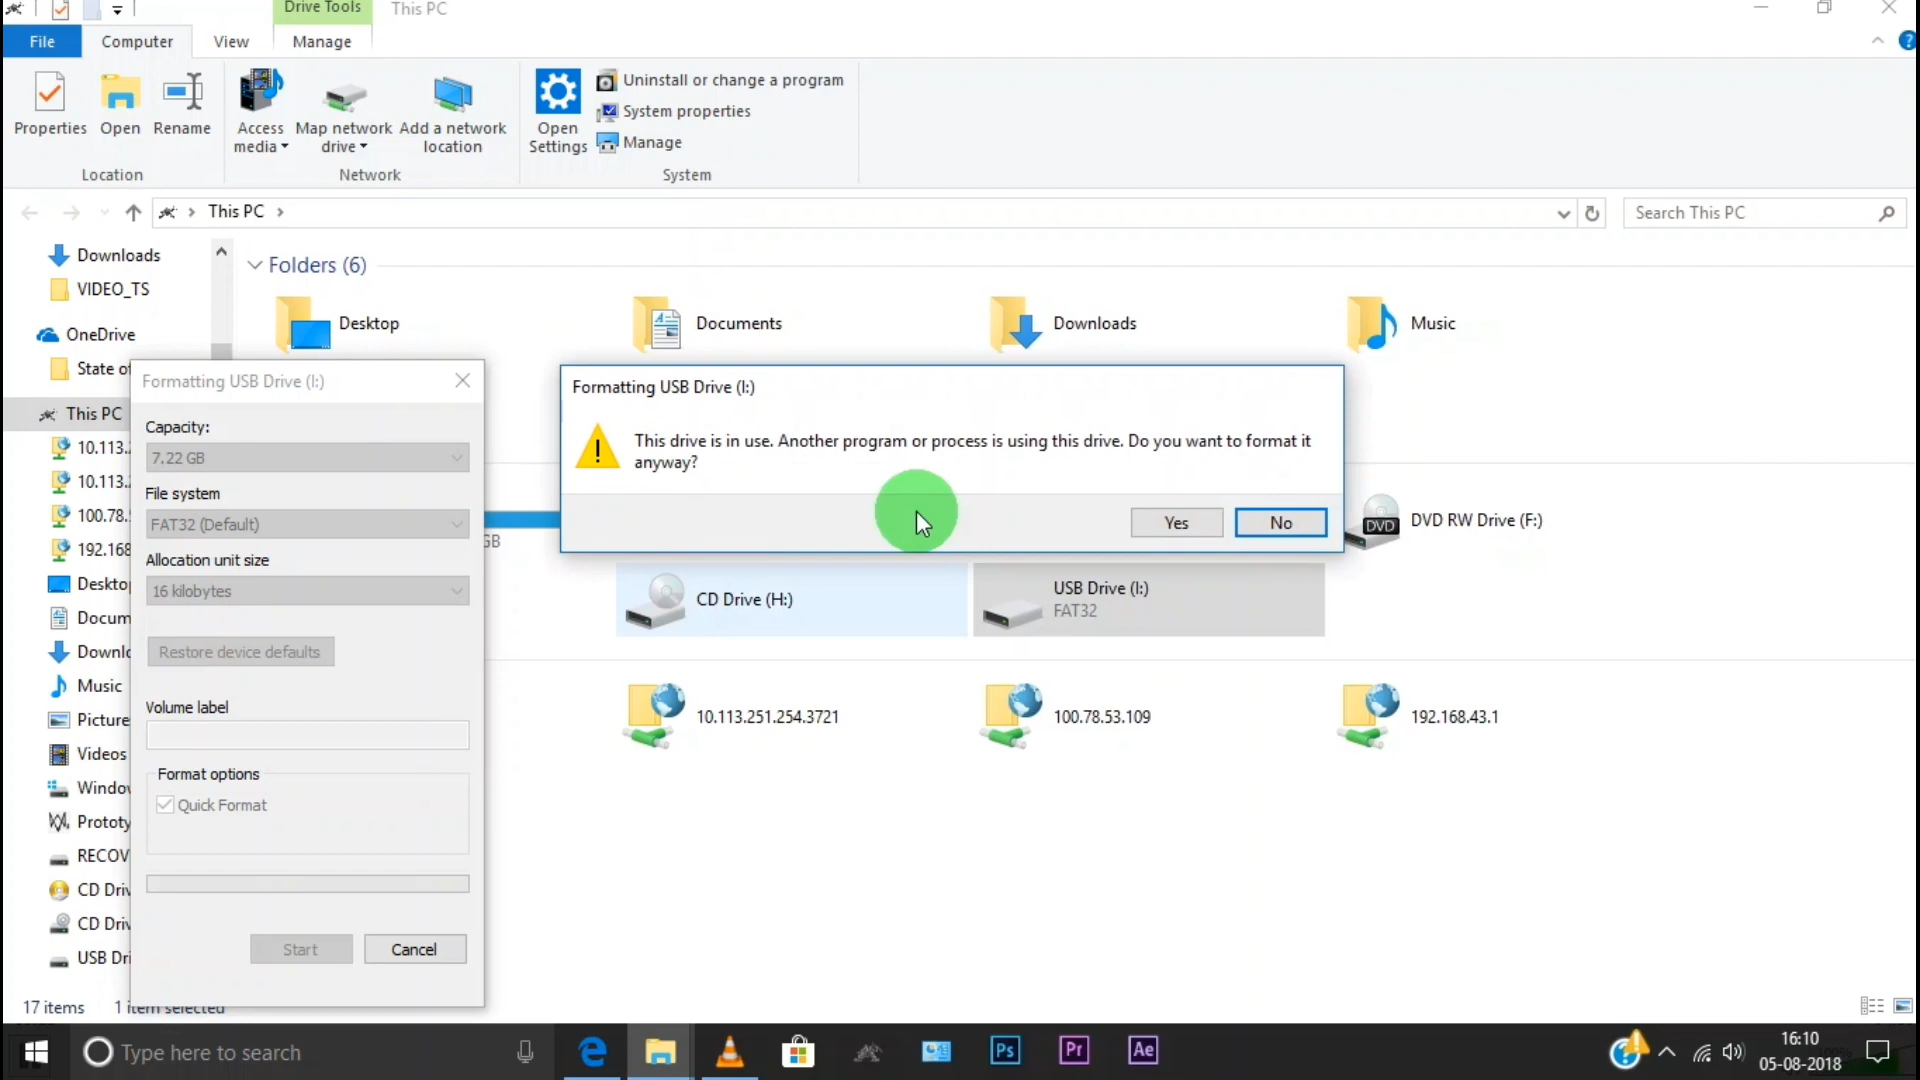 Drive Tools
This PC
File
Computer
View
Manage
Properties
Open
Rename
Access media
Map network drive
Add a network location
Open Settings
Uninstall or change a program
System properties
Manage
Location
Network
System
This PC
Search This PC
Downloads
VIDEO_TS
OneDrive
State of
This PC
10.113.
10.113.
100.78.
192.168
Desktop
Docum
Downl
Music
Picture
Videos
Windo
Prototy
RECOV
CD Driv
CD Driv
USB Dri
Folders (6)
Desktop
Documents
Downloads
Music
Formatting USB Drive (I:)
Capacity:
7.22 GB
File system
FAT32 (Default)
Allocation unit size
16 kilobytes
Restore device defaults
Volume label
Format options
Quick Format
Start
Cancel
Formatting USB Drive (I:)
This drive is in use. Another program or process is using this drive. Do you want to format it
anyway?
Yes
No
GB
DVD
DVD RW Drive (F:)
CD Drive (H:)
USB Drive (I:)
FAT32
10.113.251.254.3721
100.78.53.109
192.168.43.1
17 items
1 item selected
Type here to search
Ps
Pr
Ae
16:10
05-08-2018